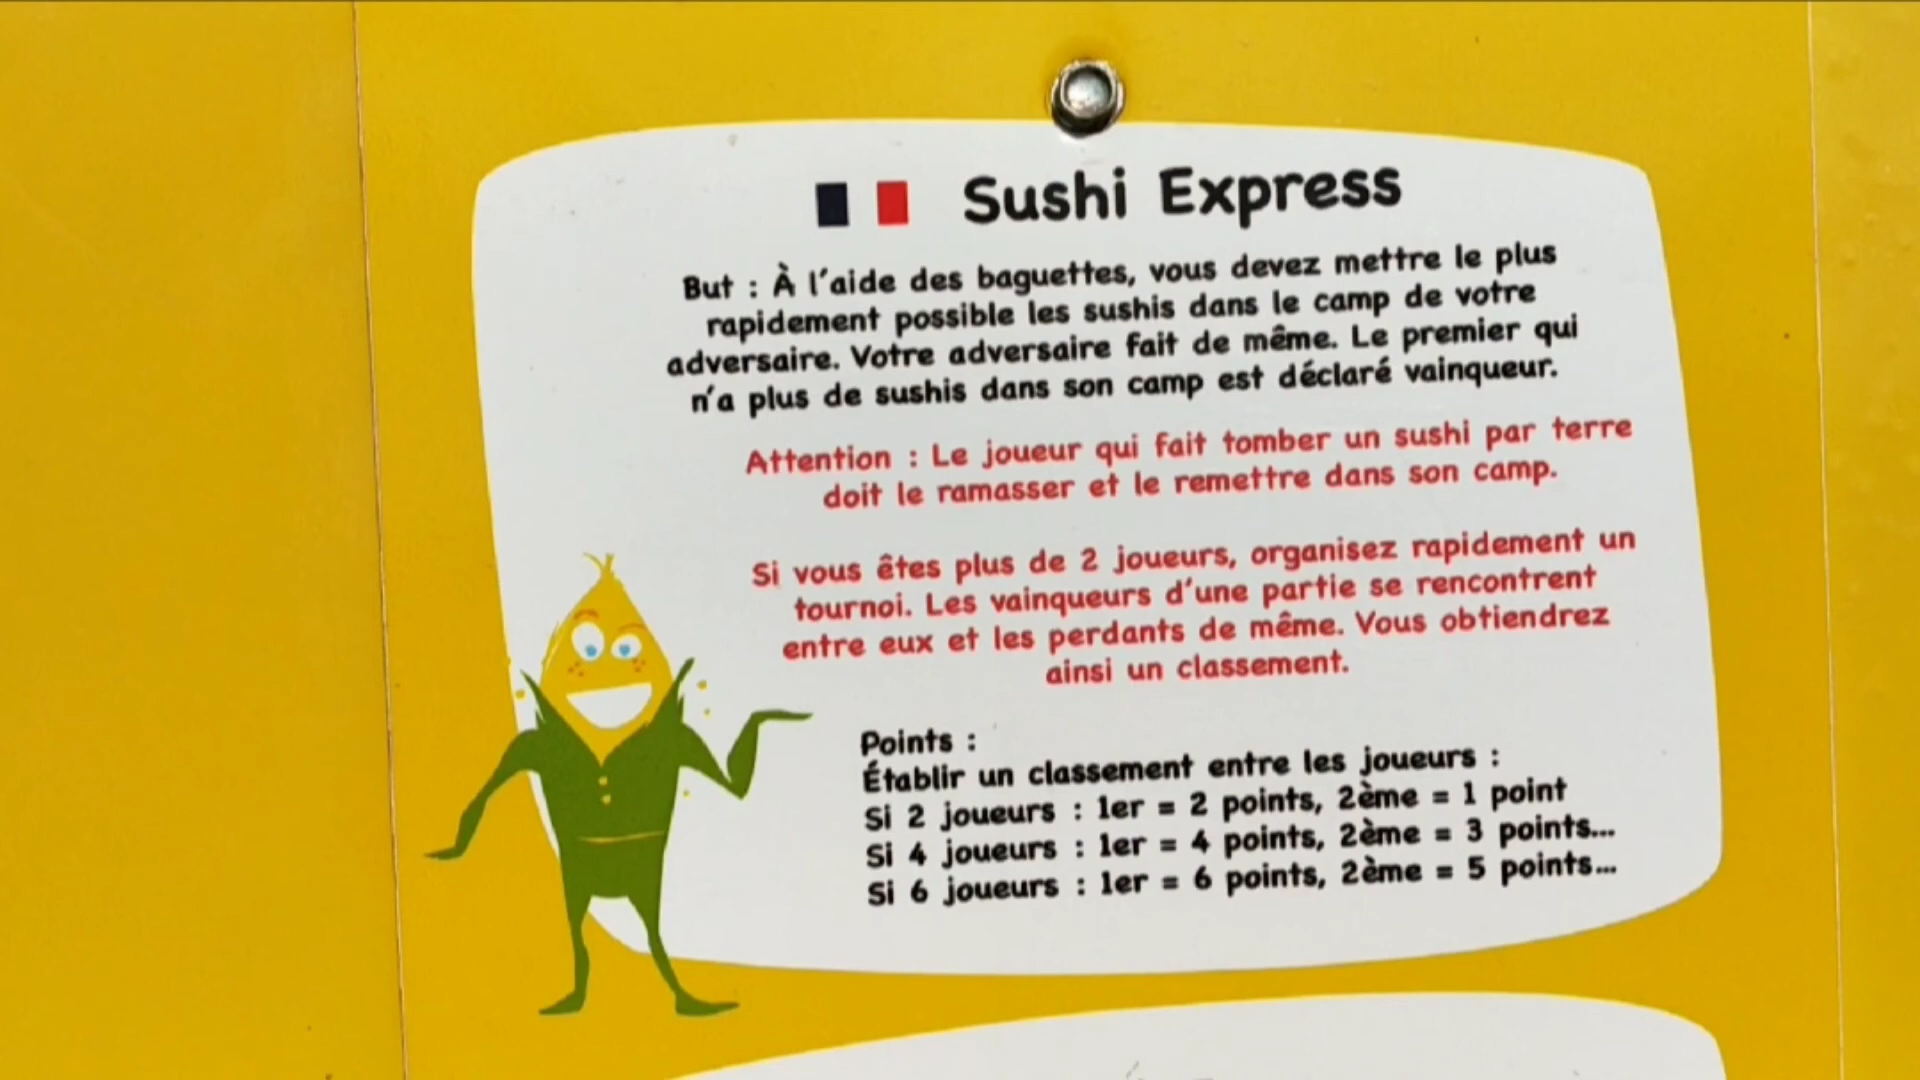 Sushi Express
But : À l'aide des baguettes, vous devez mettre le plus
rapidement possible les sushis dans le camp de votre
adversaire. Votre adversaire fait de même. Le premier qui
n'a plus de sushis dans son camp est déclaré vainqueur.
Attention : Le joueur qui fait tomber un sushi par terre
doit le ramasser et le remettre dans son camp.
Si vous êtes plus de 2 joueurs, organisez rapidement un
tournoi. Les vainqueurs d'une partie se rencontrent
entre eux et les perdants de même. Vous obtiendrez
ainsi un classement.
Points :
Établir un classement entre les joueurs :
Si 2 joueurs : 1er = 2 points, 2ème = 1 point
Si 4 joueurs : 1er = 4 points, 2ème = 3 points...
Si 6 joueurs : 1er = 6 points, 2ème = 5 points...